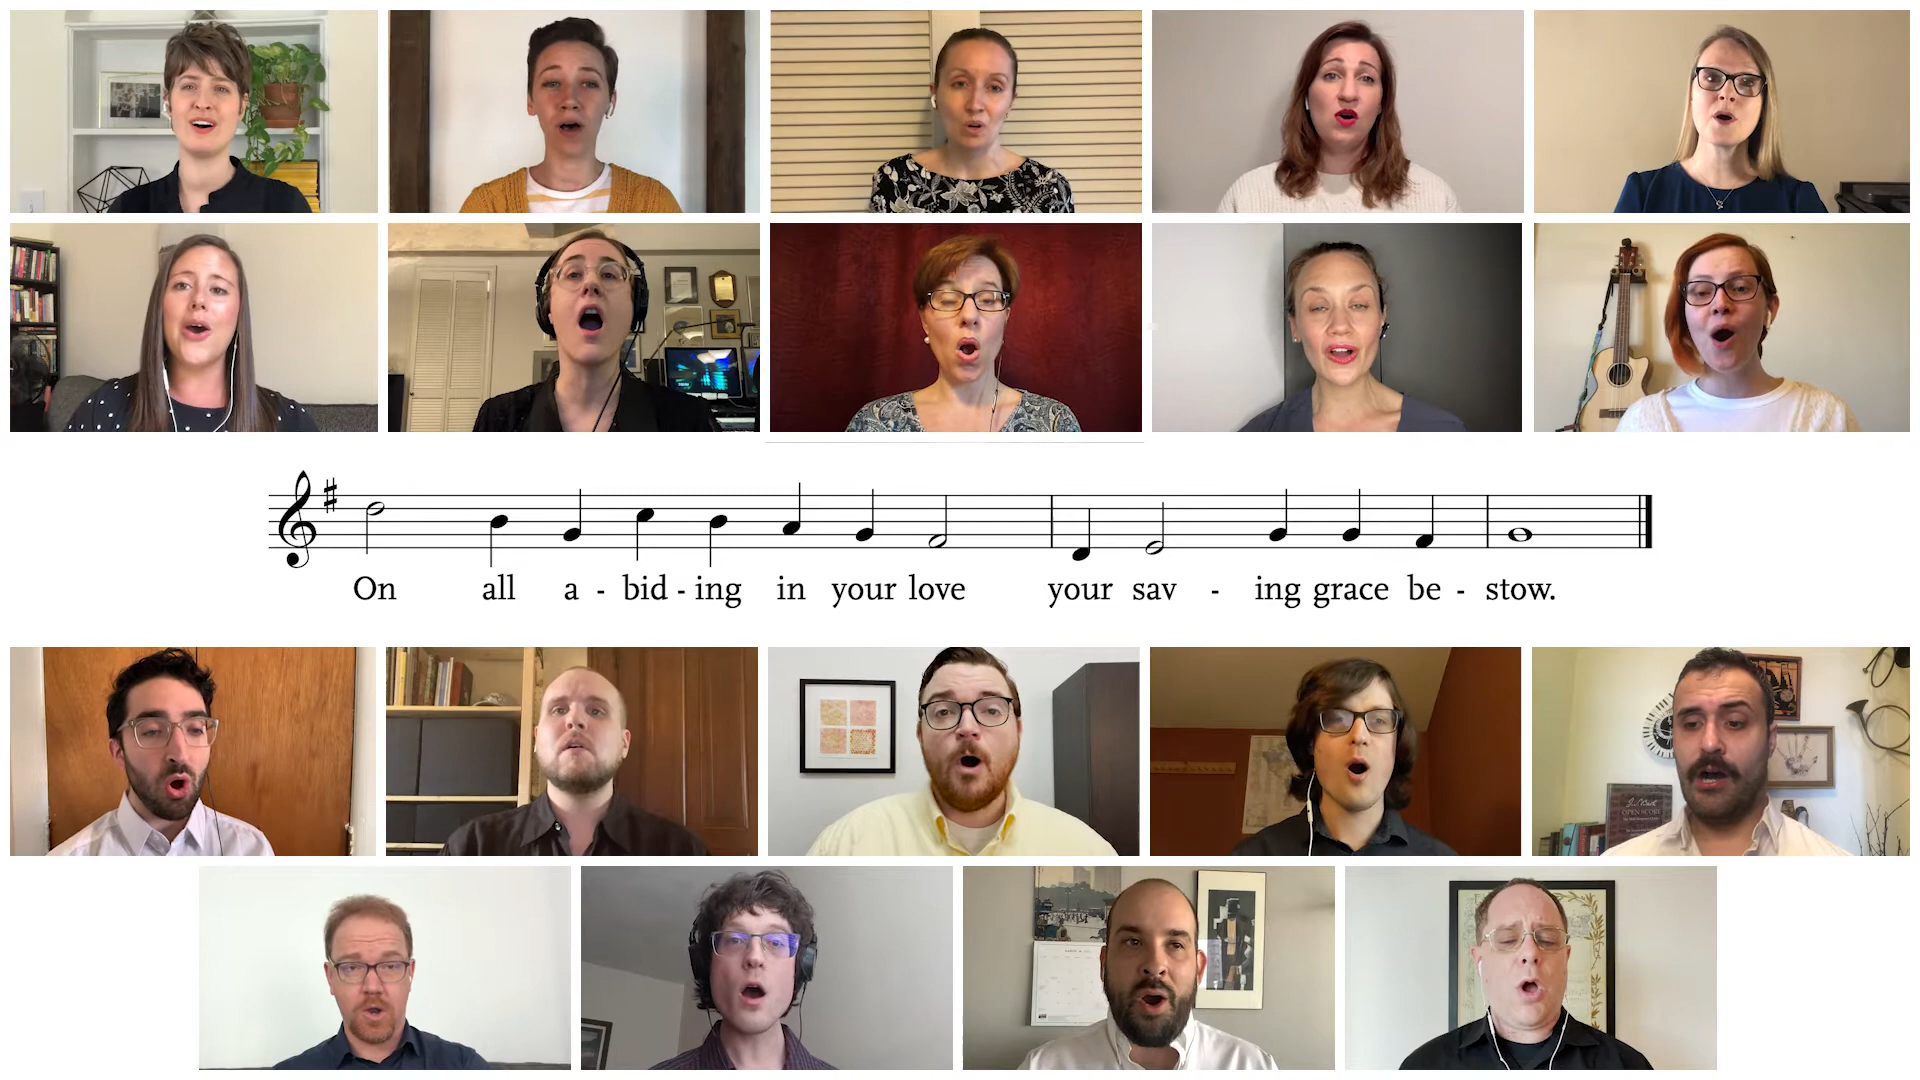 On all a - bid - ing in your love your sav - ing grace be - stow.